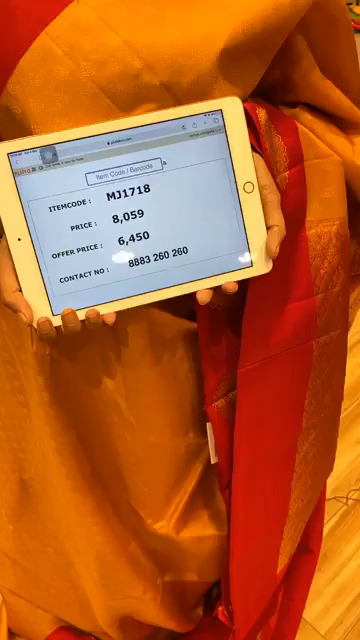 Item Code / Barcode
ITEMCODE : MJ1718
PRICE : 8,059
OFFER PRICE : 6,450
CONTACT NO : 8883 260 260